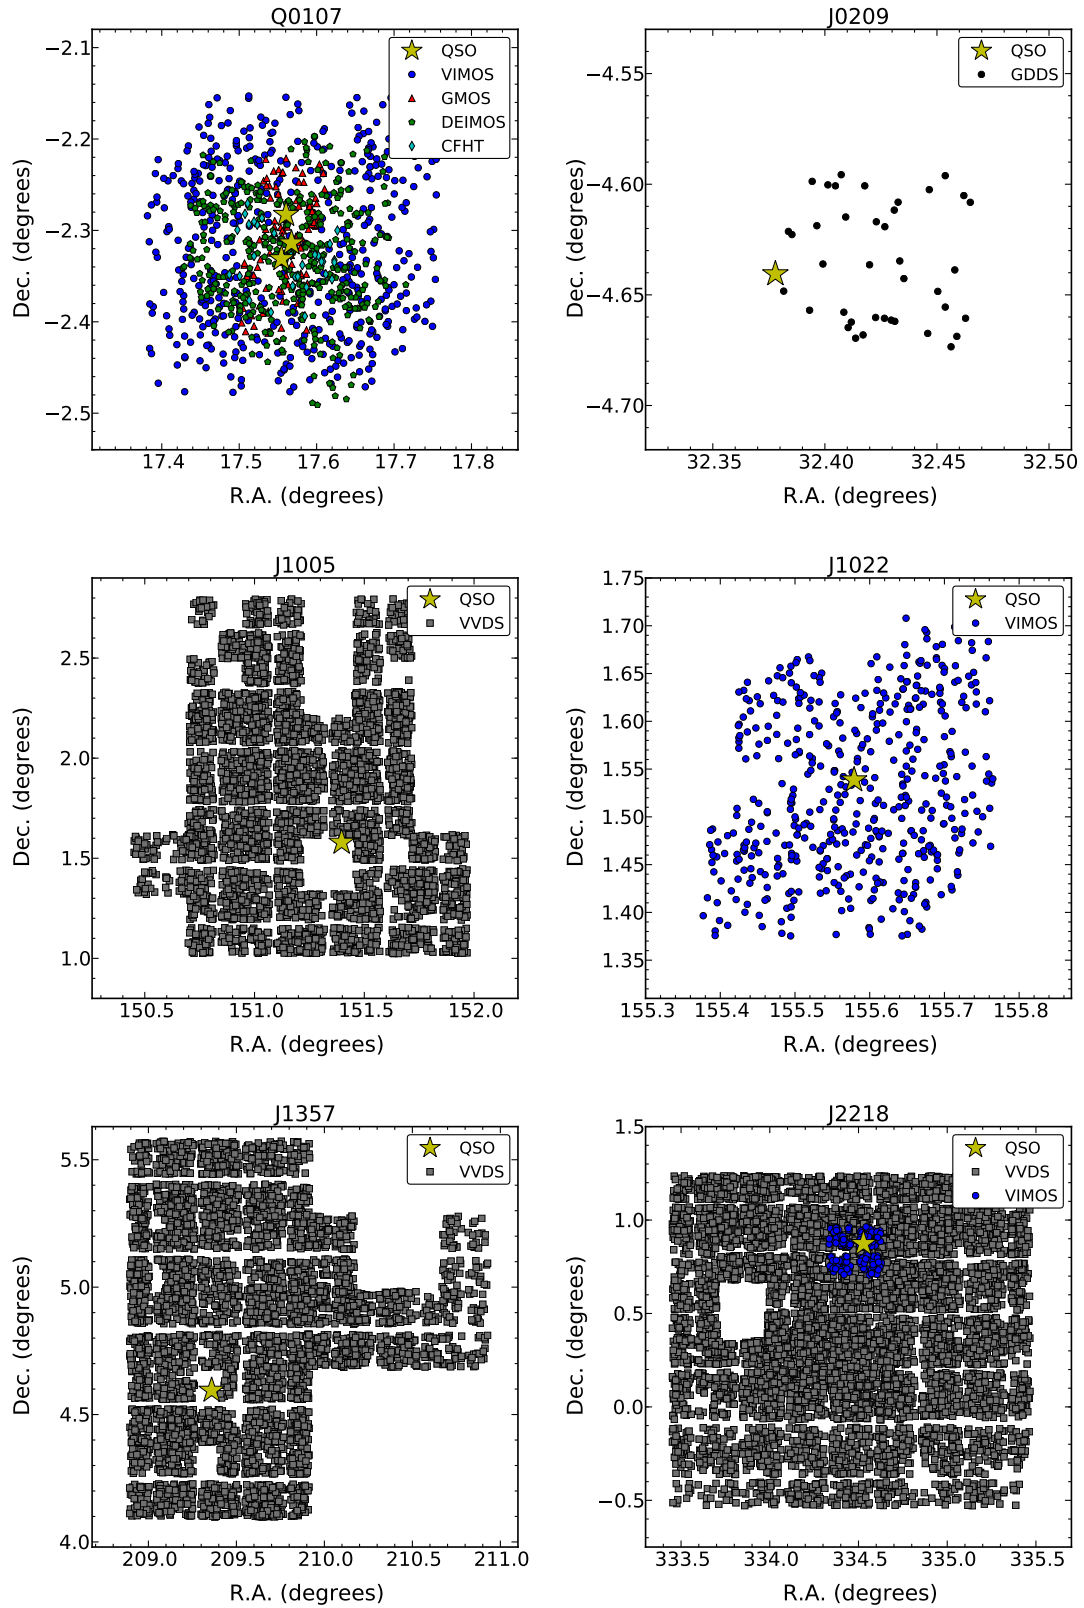 Q0107
−2.1
−2.2
−2.3
−2.4
−2.5
Dec. (degrees)
QSO
VIMOS
GMOS
DEIMOS
CFHT
17.4 17.5 17.6 17.7 17.8
R.A. (degrees)
J0209
−4.55
−4.60
−4.65
−4.70
Dec. (degrees)
QSO
GDDS
32.35 32.40 32.45 32.50
R.A. (degrees)
J1005
2.5
2.0
1.5
1.0
Dec. (degrees)
QSO
VVDS
150.5 151.0 151.5 152.0
R.A. (degrees)
J1022
1.75
1.70
1.65
1.60
1.55
1.50
1.45
1.40
1.35
Dec. (degrees)
QSO
VIMOS
155.3 155.4 155.5 155.6 155.7 155.8
R.A. (degrees)
J1357
5.5
5.0
4.5
4.0
Dec. (degrees)
QSO
VVDS
209.0 209.5 210.0 210.5 211.0
R.A. (degrees)
J2218
1.5
1.0
0.5
0.0
−0.5
Dec. (degrees)
QSO
VVDS
VIMOS
333.5 334.0 334.5 335.0 335.5
R.A. (degrees)